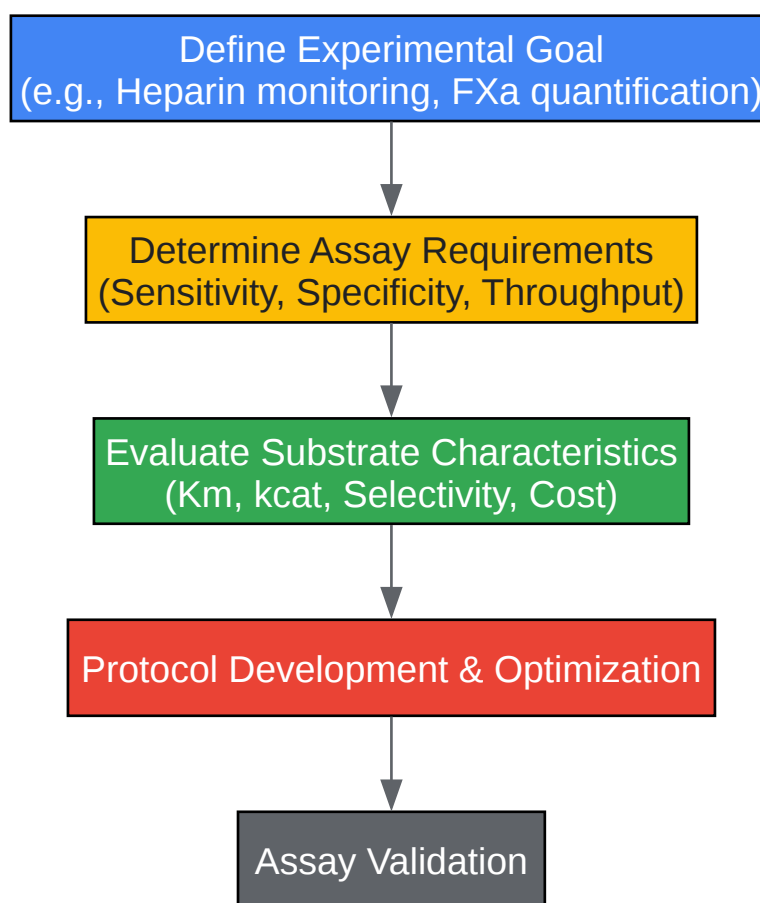 Define Experimental Goal
(e.g., Heparin monitoring, FXa quantification)
Determine Assay Requirements
(Sensitivity, Specificity, Throughput)
Evaluate Substrate Characteristics
(Km, kcat, Selectivity, Cost)
Protocol Development & Optimization
Assay Validation